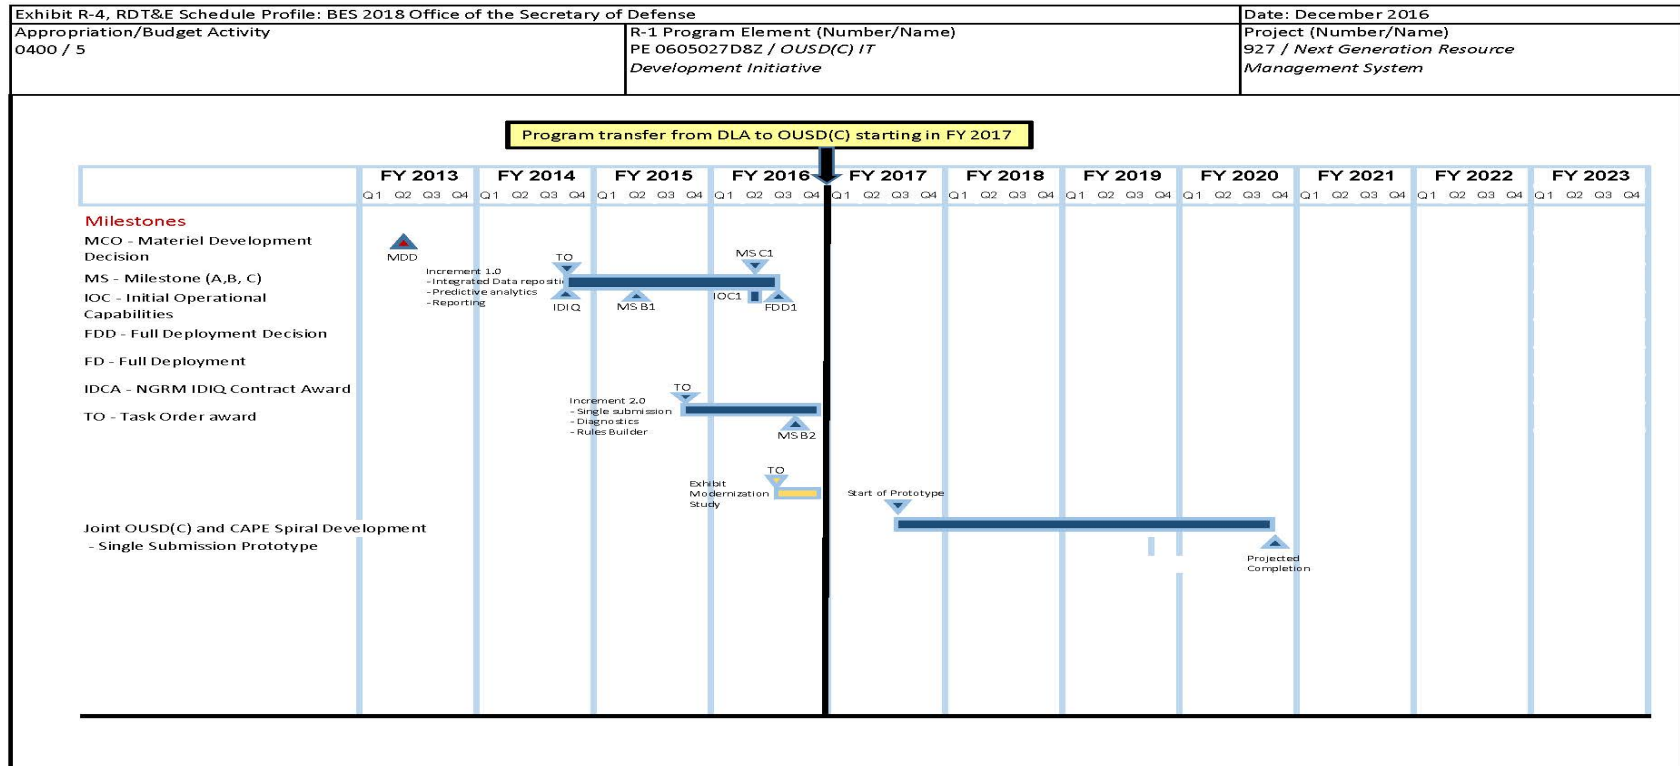 Exhibit R-4, RDT&E Schedule Profile: BES 2018 Office of the Secretary of Defense
Date: December 2016
Appropriation/Budget Activity
0400 / 5
R-1 Program Element (Number/Name)
PE 0605027D8Z / OUSD(C) IT
Development Initiative
Project (Number/Name)
927 / Next Generation Resource
Management System
Program transfer from DLA to OUSD(C) starting in FY 2017
FY 2013 FY 2014 FY 2015 FY 2016 FY 2017 FY 2018 FY 2019 FY 2020 FY 2021 FY 2022 FY 2023
Q1 Q2 Q3 Q4 Q1 Q2 Q3 Q4 Q1 Q2 Q3 Q4 Q1 Q2 Q3 Q4 Q1 Q2 Q3 Q4 Q1 Q2 Q3 Q4 Q1 Q2 Q3 Q4 Q1 Q2 Q3 Q4 Q1 Q2 Q3 Q4 Q1 Q2 Q3 Q4 Q1 Q2 Q3 Q4
Milestones
MCO - Materiel Development
Decision
MS - Milestone (A,B, C)
IOC - Initial Operational
Capabilities
FDD - Full Deployment Decision
FD - Full Deployment
IDCA - NGRM IDIQ Contract Award
TO - Task Order award
MDD
Increment 1.0
- Integrated Data reposit
- Predictive analytics
- Reporting
TO
IDIQ
MS B1
MS C1
IOC1
FDD1
Increment 2.0
- Single submission
- Diagnostics
- Rules Builder
TO
MS B2
TO
Exhibit
Modernization
Study
Start of Prototype
Joint OUSD(C) and CAPE Spiral Development
- Single Submission Prototype
Projected
Completion